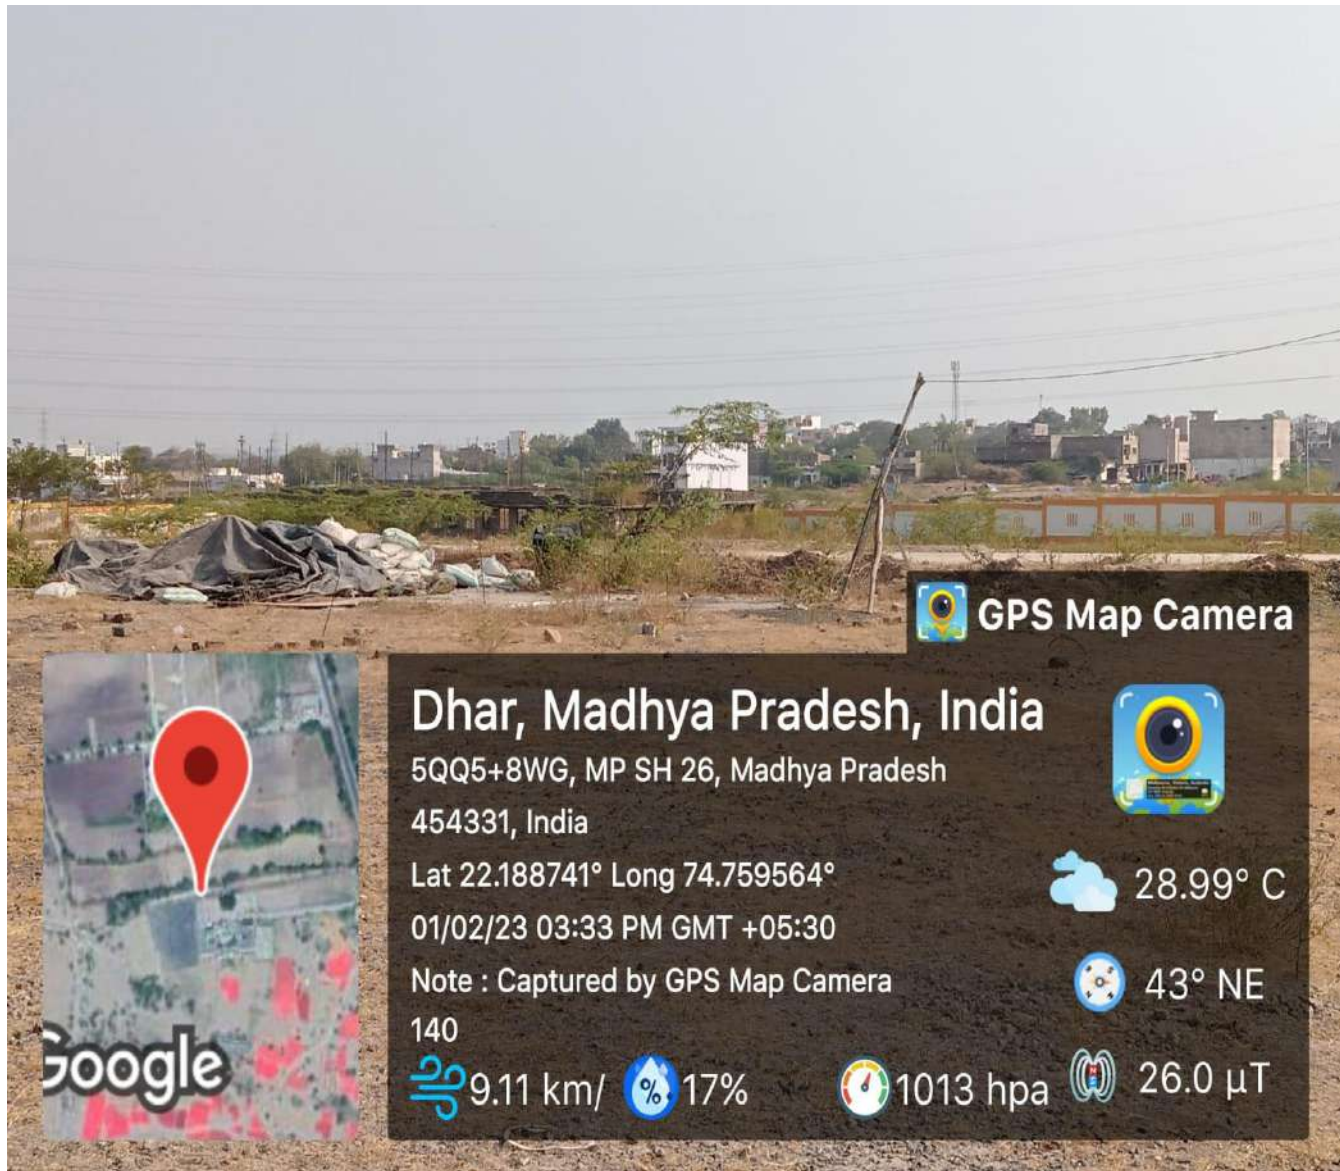 GPS Map Camera
Dhar, Madhya Pradesh, India
5QQ5+8WG, MP SH 26, Madhya Pradesh
454331, India
Lat 22.188741° Long 74.759564°
01/02/23 03:33 PM GMT +05:30
Note : Captured by GPS Map Camera
140
28.99° C
43° NE
9.11 km/
17%
1013 hpa
26.0 µT
Google